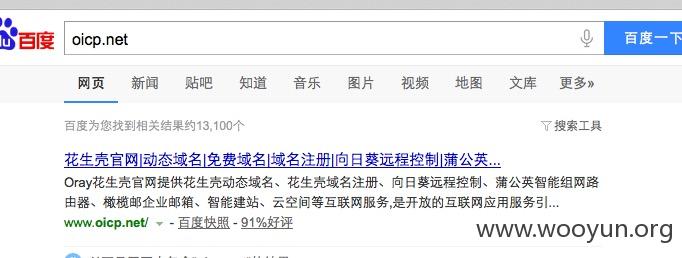 百度
oicp.net
百度一下
网页 新闻 贴吧 知道 音乐 图片 视频 地图 文库 更多»
百度为您找到相关结果约13,100个
搜索工具
花生壳官网|动态域名|免费域名|域名注册|向日葵远程控制|蒲公英...
Oray花生壳官网提供花生壳动态域名、花生壳域名注册、向日葵远程控制、蒲公英智能组网路
由器、橄榄邮企业邮箱、智能建站、云空间等互联网服务,是开放的互联网应用服务引...
www.oicp.net/ - 百度快照 - 91%好评
www.wooyun.org